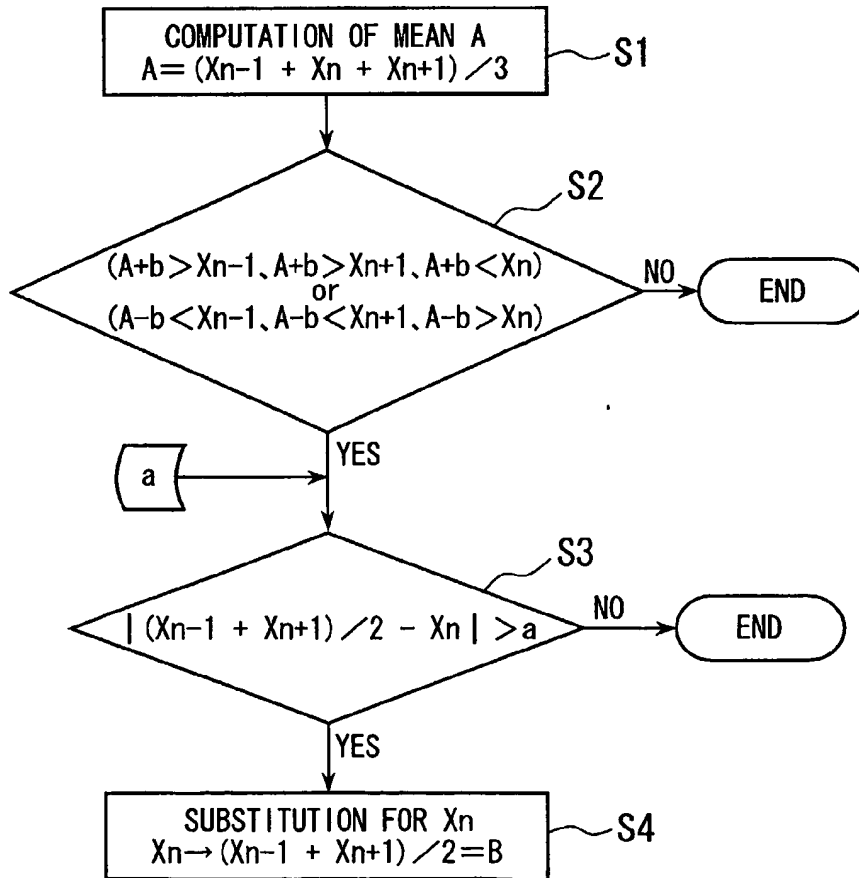 COMPUTATION OF MEAN A
A=(Xn-1 + Xn + Xn+1)/3
S1
S2
(A+b>Xn-1、A+b>Xn+1、A+b<Xn)
or
(A-b<Xn-1、A-b<Xn+1、A-b>Xn)
NO
END
YES
a
S3
|(Xn-1 + Xn+1)/2 - Xn| >a
NO
END
YES
SUBSTITUTION FOR Xn
Xn→(Xn-1 + Xn+1)/2=B
S4